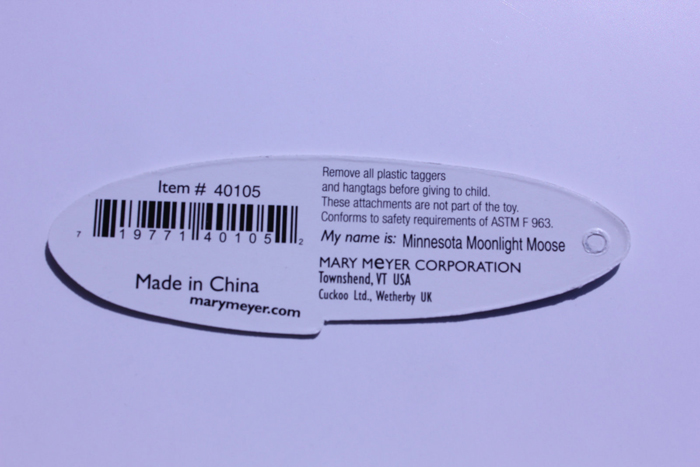 Item # 40105
7 19771 40105 2
Made in China
marymeyer.com
Remove all plastic taggers
and hangtags before giving to child.
These attachments are not part of the toy.
Conforms to safety requirements of ASTM F 963.
My name is: Minnesota Moonlight Moose
MARY MeYER CORPORATION
Townshend, VT USA
Cuckoo Ltd., Wetherby UK